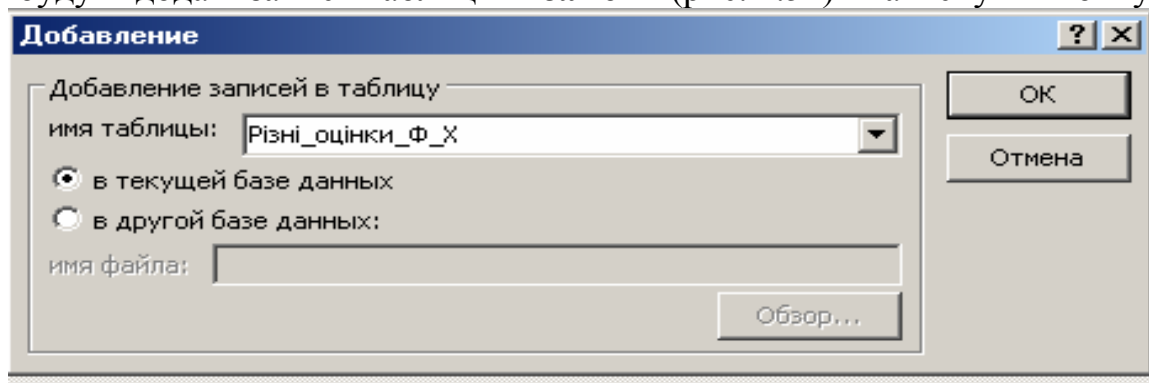 Добавление
Добавление записей в таблицу
имя таблицы: Різні_оцінки_Ф_Х
в текущей базе данных
в другой базе данных:
имя файла:
Обзор...
ОК
Отмена